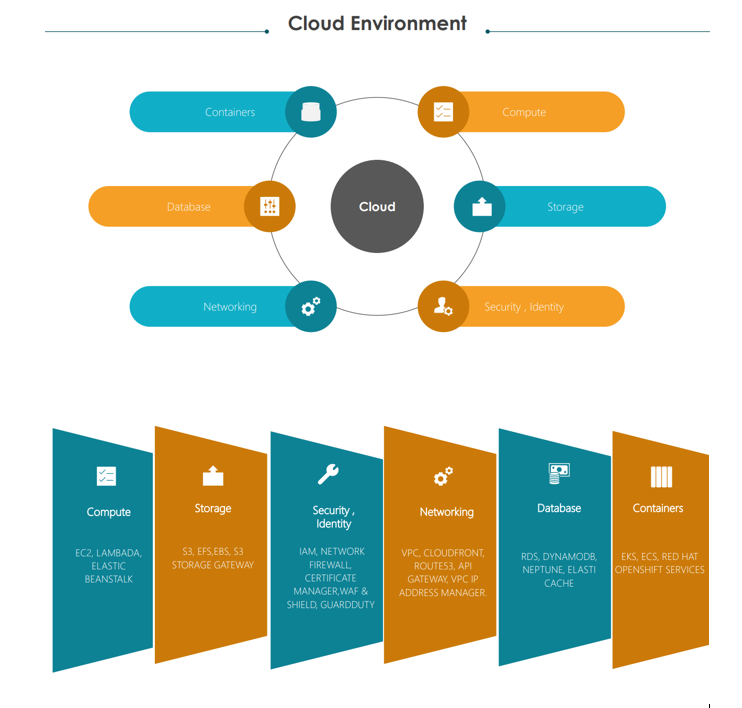 Cloud Environment
Containers
Compute
Database
Cloud
Storage
Networking
Security , Identity
Compute
EC2, LAMBADA,
ELASTIC
BEANSTALK
Storage
S3, EFS,EBS, S3
STORAGE GATEWAY
Security ,
Identity
IAM, NETWORK
FIREWALL,
CERTIFICATE
MANAGER,WAF &
SHIELD, GUARDDUTY
Networking
VPC, CLOUDFRONT,
ROUTE53, API
GATEWAY, VPC IP
ADDRESS MANAGER.
Database
RDS, DYNAMODB,
NEPTUNE, ELASTI
CACHE
Containers
EKS, ECS, RED HAT
OPENSHIFT SERVICES